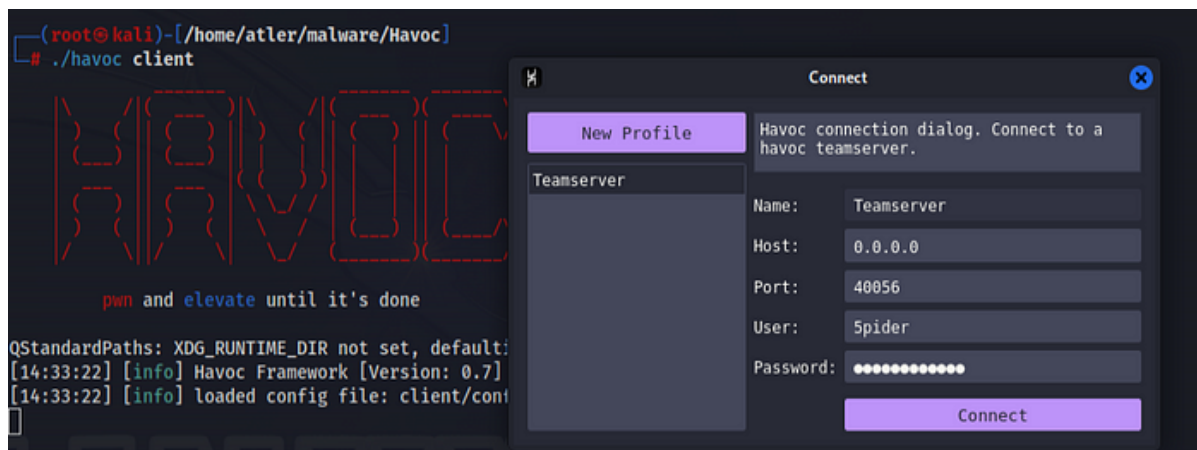 (root㉿kali)-[/home/atler/malware/Havoc]
# ./havoc client
HAVOC
pwn and elevate until it's done
QStandardPaths: XDG_RUNTIME_DIR not set, defaulti
[14:33:22] [info] Havoc Framework [Version: 0.7]
[14:33:22] [info] loaded config file: client/conf
Connect
New Profile
Teamserver
Havoc connection dialog. Connect to a
havoc teamserver.
Name: Teamserver
Host: 0.0.0.0
Port: 40056
User: 5pider
Password: ●●●●●●●●●●●●
Connect